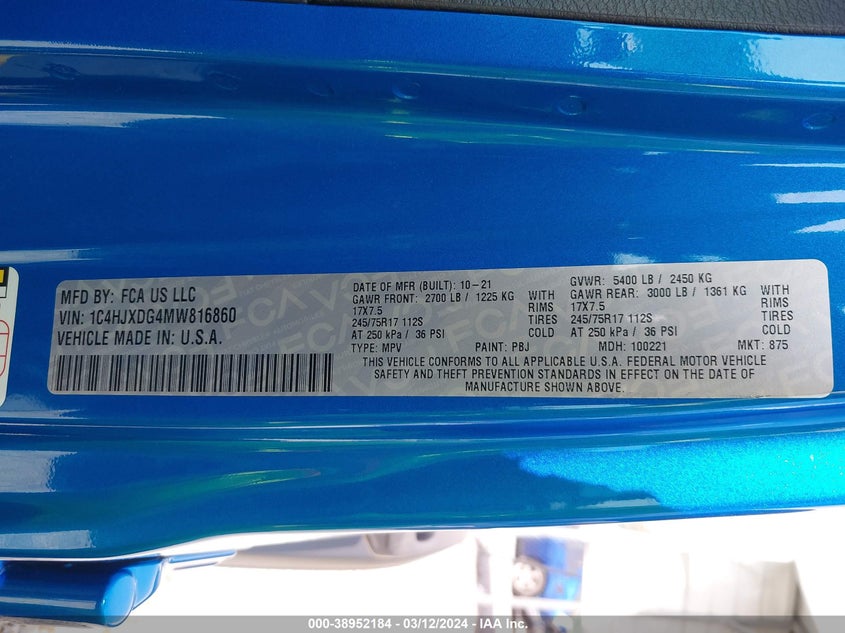 MFD BY: FCA US LLC
VIN: 1C4HJXDG4MW816860
VEHICLE MADE IN: U.S.A.
DATE OF MFR (BUILT): 10-21 GVWR: 5400 LB / 2450 KG
GAWR FRONT: 2700 LB / 1225 KG WITH GAWR REAR: 3000 LB / 1361 KG WITH
17X7.5 RIMS 17X7.5 RIMS
245/75R17 112S TIRES 245/75R17 112S TIRES
AT 250 kPa / 36 PSI COLD AT 250 kPa / 36 PSI COLD
TYPE: MPV PAINT: PBJ MDH: 100221 MKT: 875
THIS VEHICLE CONFORMS TO ALL APPLICABLE U.S.A. FEDERAL MOTOR VEHICLE
SAFETY AND THEFT PREVENTION STANDARDS IN EFFECT ON THE DATE OF
MANUFACTURE SHOWN ABOVE.
000-38952184 - 03/12/2024 - IAA Inc.